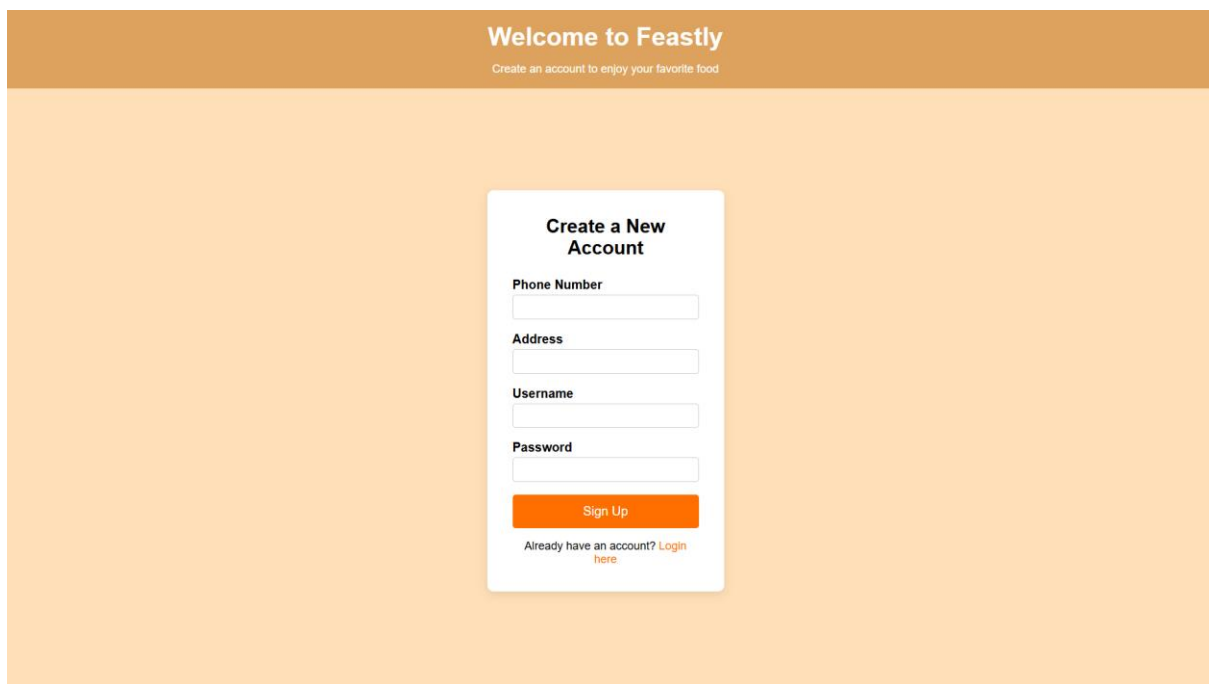 Welcome to Feastly
Create an account to enjoy your favorite food
Create a New
Account
Phone Number
Address
Username
Password
Sign Up
Already have an account? Login
here